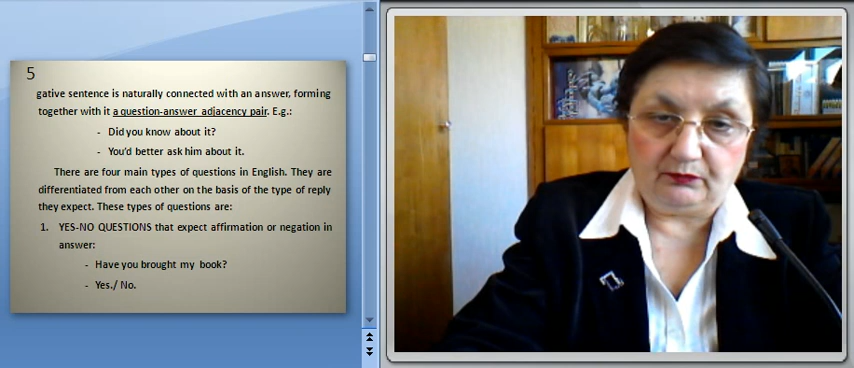 5
gative sentence is naturally connected with an answer, forming
together with it a question-answer adjacency pair. E.g.:
- Did you know about it?
- You'd better ask him about it.
There are four main types of questions in English. They are
differentiated from each other on the basis of the type of reply
they expect. These types of questions are:
1. YES-NO QUESTIONS that expect affirmation or negation in
answer:
- Have you brought my book?
- Yes./ No.